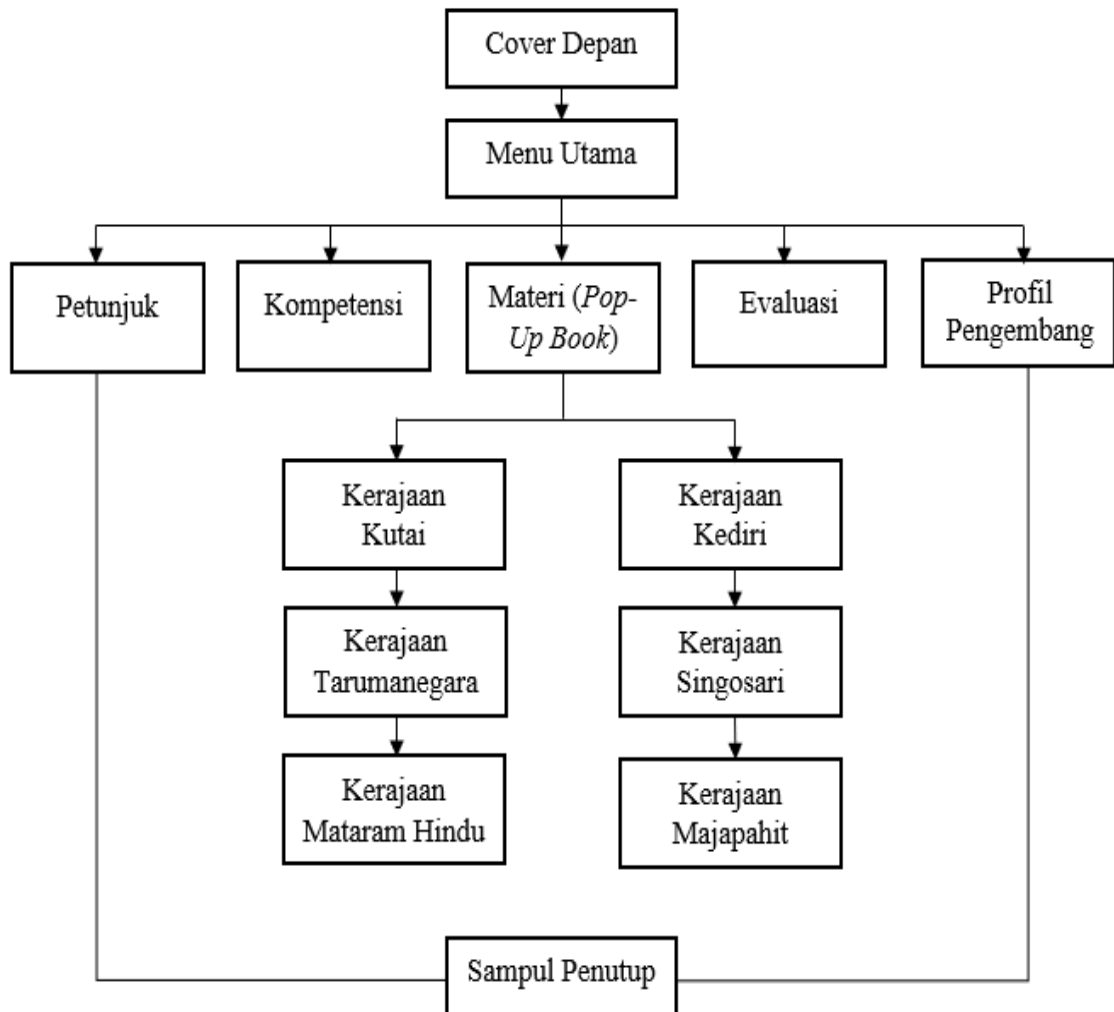 Cover Depan
Menu Utama
Petunjuk
Kompetensi
Materi (Pop-
Up Book)
Evaluasi
Profil
Pengembang
Kerajaan
Kutai
Kerajaan
Kediri
Kerajaan
Tarumanegara
Kerajaan
Singosari
Kerajaan
Mataram Hindu
Kerajaan
Majapahit
Sampul Penutup